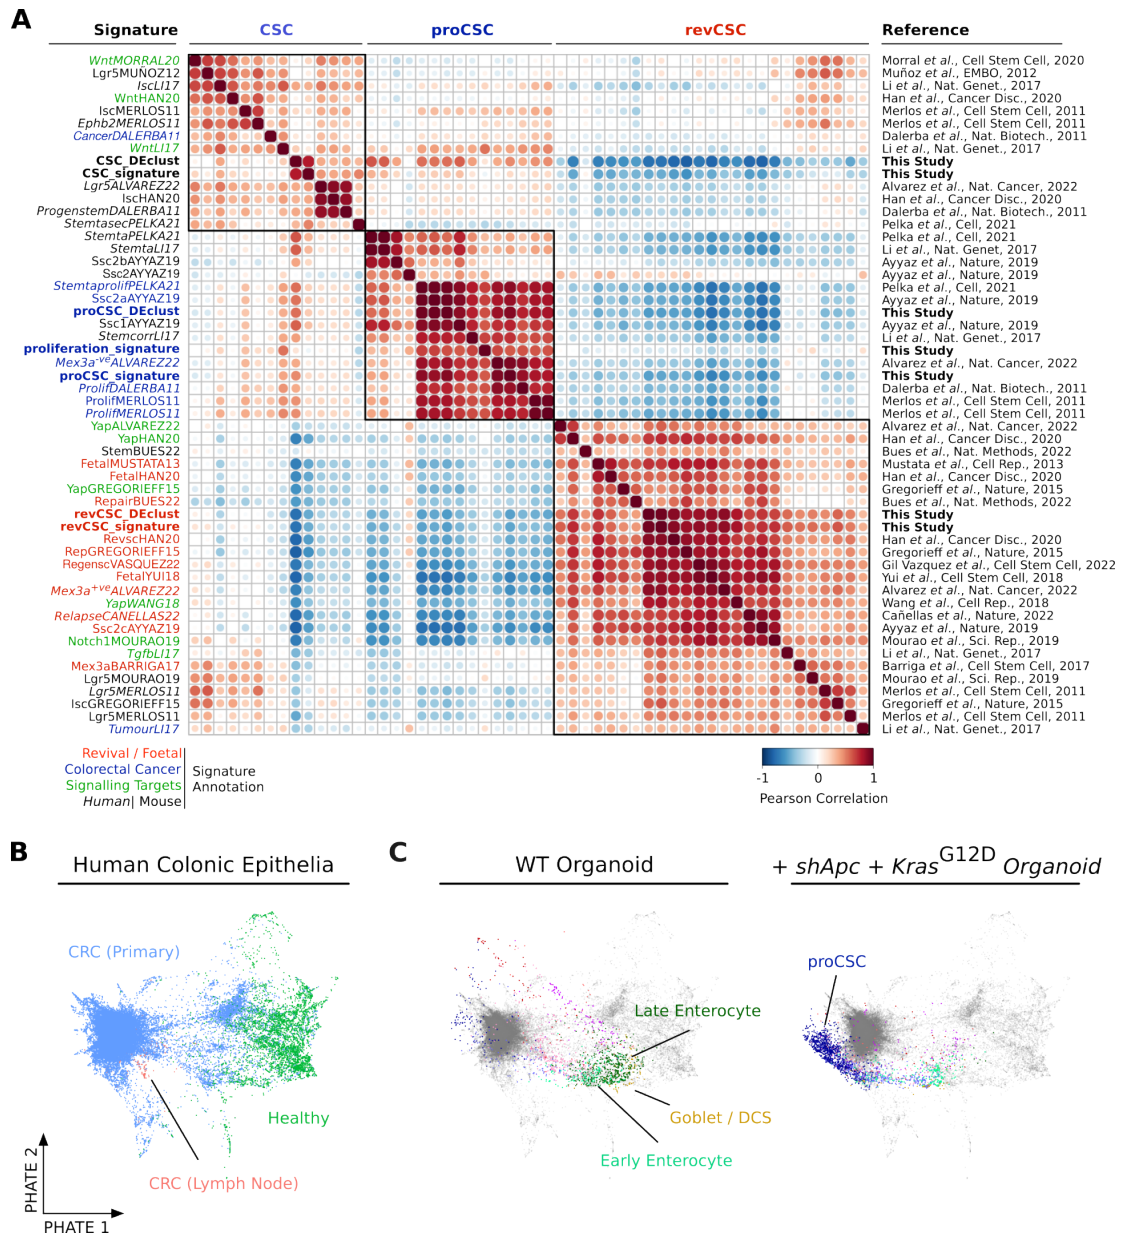 A
Signature CSC proCSC revCSC Reference
WntMORRAL20 Morral et al., Cell Stem Cell, 2020
Lgr5MUÑOZ12 Muñoz et al., EMBO, 2012
IscLI17 Li et al., Nat. Genet., 2017
WntHAN20 Han et al., Cancer Disc., 2020
IscMERLOS11 Merlos et al., Cell Stem Cell, 2011
Ephb2MERLOS11 Merlos et al., Cell Stem Cell, 2011
CancerDALERBA11 Dalerba et al., Nat. Biotech., 2011
WntLI17 Li et al., Nat. Genet., 2017
CSC_DEclust This Study
CSC_signature This Study
Lgr5ALVAREZ22 Alvarez et al., Nat. Cancer, 2022
IscHAN20 Han et al., Cancer Disc., 2020
ProgenstemDALERBA11 Dalerba et al., Nat. Biotech., 2011
StemtasecPELKA21 Pelka et al., Cell, 2021
StemtaPELKA21 Pelka et al., Cell, 2021
StemtaLI17 Li et al., Nat. Genet, 2017
Ssc2bAYYAZ19 Ayyaz et al., Nature, 2019
Ssc2AYYAZ19 Ayyaz et al., Nature, 2019
StemtaprolifPELKA21 Pelka et al., Cell, 2021
Ssc2aAYYAZ19 Ayyaz et al., Nature, 2019
proCSC_DEclust This Study
Ssc1AYYAZ19 Ayyaz et al., Nature, 2019
StemcorrLI17 Li et al., Nat. Genet., 2017
proliferation_signature This Study
Mex3a-veALVAREZ22 Alvarez et al., Nat. Cancer, 2022
proCSC_signature This Study
ProlifDALERBA11 Dalerba et al., Nat. Biotech., 2011
ProlifMERLOS11 Merlos et al., Cell Stem Cell, 2011
ProlifMERLOS11 Merlos et al., Cell Stem Cell, 2011
YapALVAREZ22 Alvarez et al., Nat. Cancer, 2022
YapHAN20 Han et al., Cancer Disc., 2020
StemBUES22 Bues et al., Nat. Methods, 2022
FetalMUSTATA13 Mustata et al., Cell Rep., 2013
FetalHAN20 Han et al., Cancer Disc., 2020
YapGREGORIEFF15 Gregorieff et al., Nature, 2015
RepairBUES22 Bues et al., Nat. Methods, 2022
revCSC_DEclust This Study
revCSC_signature This Study
RevscHAN20 Han et al., Cancer Disc., 2020
RepGREGORIEFF15 Gregorieff et al., Nature, 2015
RegenscVASQUEZ22 Gil Vazquez et al., Cell Stem Cell, 2022
FetalYUI18 Yui et al., Cell Stem Cell, 2018
Mex3a+veALVAREZ22 Alvarez et al., Nat. Cancer, 2022
YapWANG18 Wang et al., Cell Rep., 2018
RelapseCANELLAS22 Cañellas et al., Nature, 2022
Ssc2cAYYAZ19 Ayyaz et al., Nature, 2019
Notch1MOURAO19 Mourao et al., Sci. Rep., 2019
TgfbLI17 Li et al., Nat. Genet., 2017
Mex3aBARRIGA17 Barriga et al., Cell Stem Cell, 2017
Lgr5MOURAO19 Mourao et al., Sci. Rep., 2019
Lgr5MERLOS11 Merlos et al., Cell Stem Cell, 2011
IscGREGORIEFF15 Gregorieff et al., Nature, 2015
Lgr5MERLOS11 Merlos et al., Cell Stem Cell, 2011
TumourLI17 Li et al., Nat. Genet., 2017
Revival / Foetal
Colorectal Cancer
Signalling Targets
Human| Mouse
Signature
Annotation
-1 0 1
Pearson Correlation
B
Human Colonic Epithelia
CRC (Primary)
Healthy
CRC (Lymph Node)
PHATE 2
PHATE 1
C
WT Organoid
Late Enterocyte
Goblet / DCS
Early Enterocyte
+ shApc + KrasG12D Organoid
proCSC